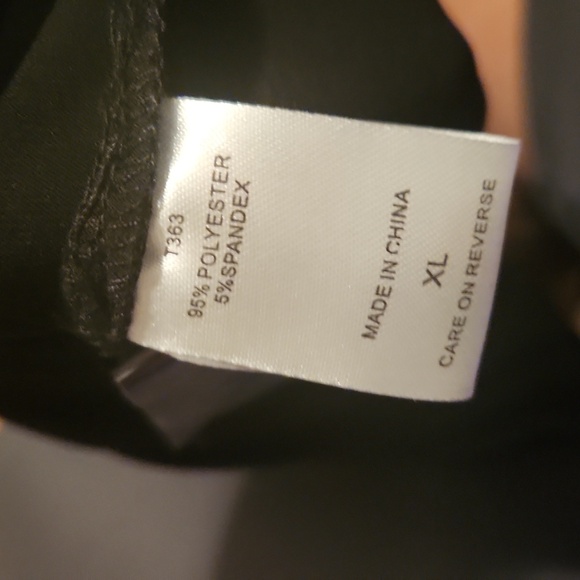 T363
95% POLYESTER
5%SPANDEX
MADE IN CHINA
XL
CARE ON REVERSE